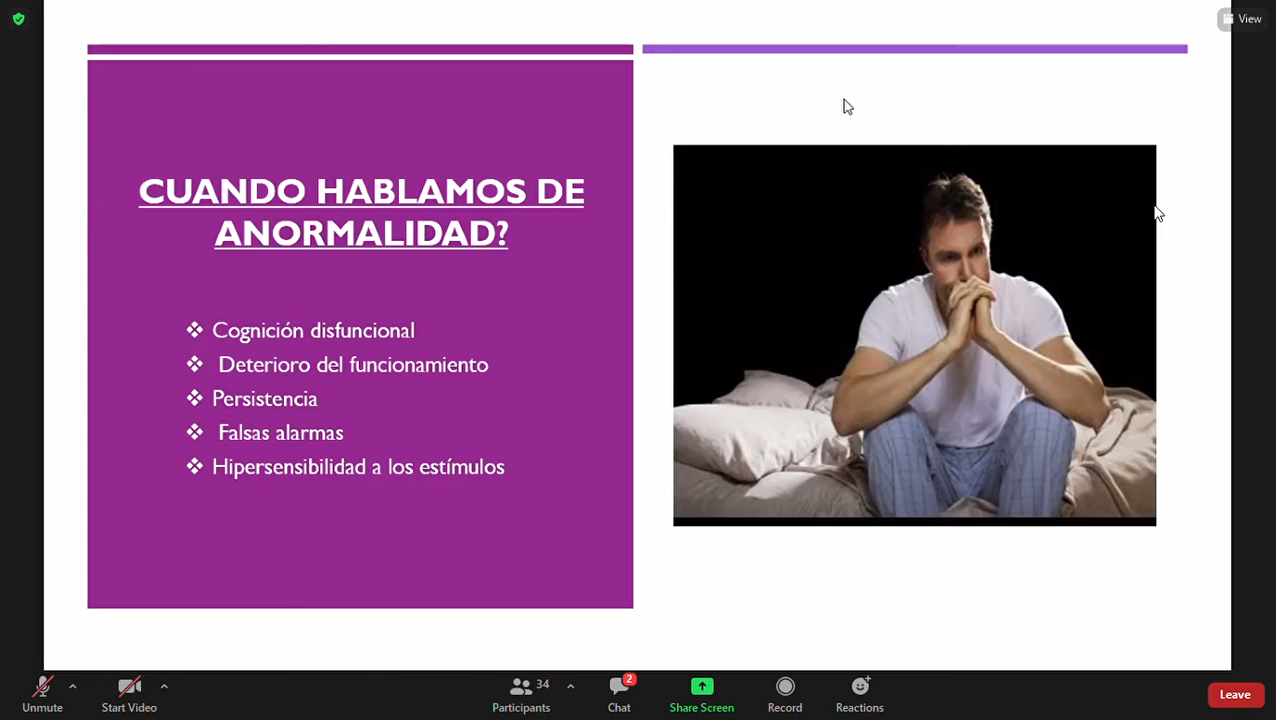 View
CUANDO HABLAMOS DE
ANORMALIDAD?
❖ Cognición disfuncional
❖ Deterioro del funcionamiento
❖ Persistencia
❖ Falsas alarmas
❖ Hipersensibilidad a los estímulos
Unmute
Start Video
34
Participants
2
Chat
Share Screen
Record
Reactions
Leave